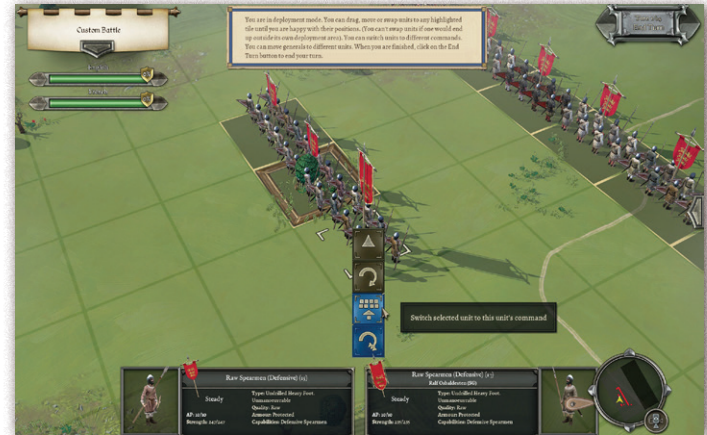 Custom Battle
You are in deployment mode. You can drag, move or swap units to any highlighted
tile until you are happy with their positions. (You can't swap units if one would end
up outside its own deployment area). You can switch units to different commands.
You can move generals to different units. When you are finished, click on the End
Turn button to end your turn.
Switch selected unit to this unit's command
Raw Spearmen (Defensive)
Steady
Type: Undrilled Heavy Foot.
Unmanoeuvrable
Quality: Raw
Armour: Protected
Capabilities: Defensive Spearmen
AP:
Strength:
Raw Spearmen (Defensive)
Steady
Type: Undrilled Heavy Foot.
Unmanoeuvrable
Quality: Raw
Armour: Protected
Capabilities: Defensive Spearmen
AP:
Strength: